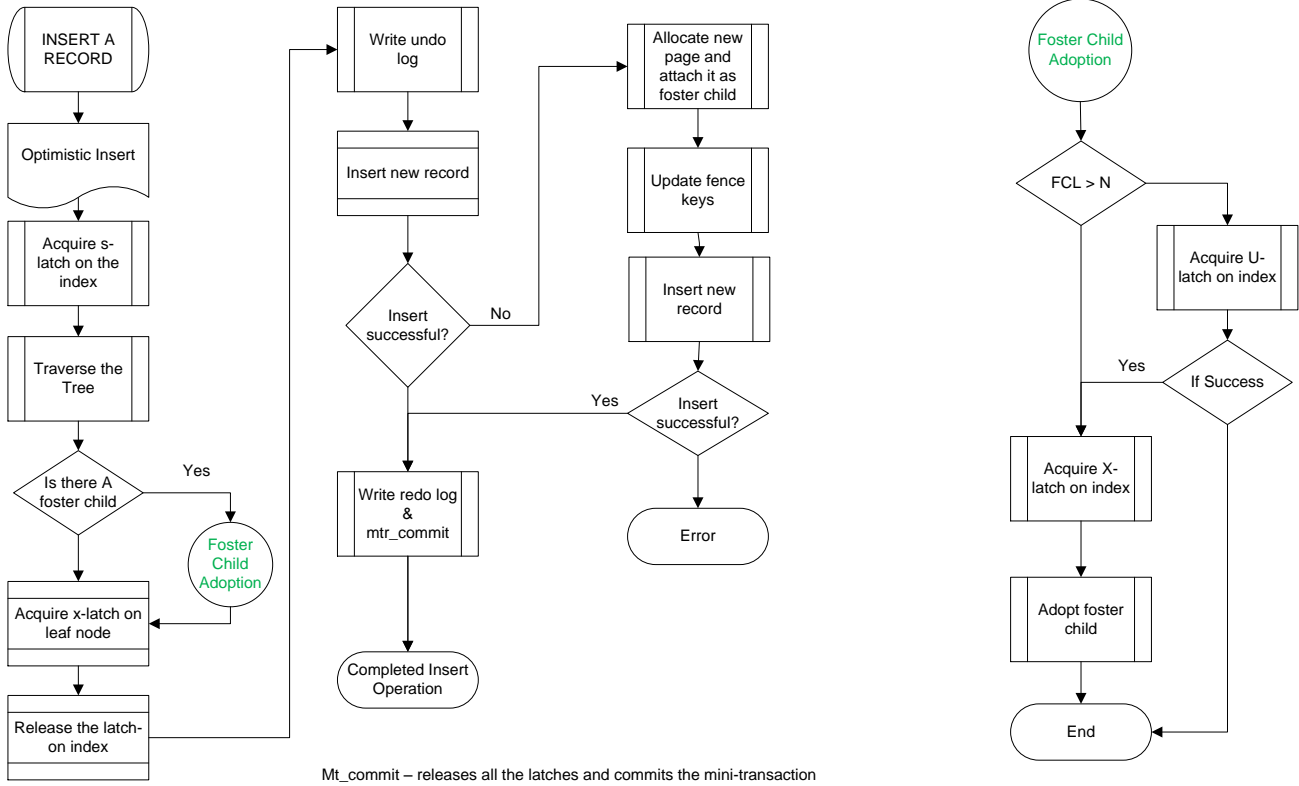 INSERT A
RECORD
Optimistic Insert
Acquire s-
latch on the
index
Traverse the
Tree
Is there A
foster child
Yes
Foster
Child
Adoption
Acquire x-latch on
leaf node
Release the latch-
on index
Write undo
log
Insert new record
Insert
successful?
No
Write redo log
&
mtr_commit
Completed Insert
Operation
Allocate new
page and
attach it as
foster child
Update fence
keys
Insert new
record
Insert
successful?
Yes
Error
Foster Child
Adoption
FCL > N
Acquire U-
latch on index
If Success
Yes
Acquire X-
latch on index
Adopt foster
child
End
Mt_commit – releases all the latches and commits the mini-transaction